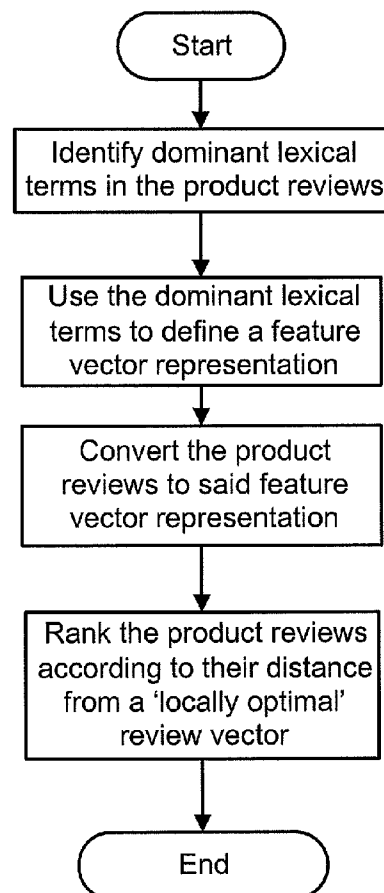 Start
Identify dominant lexical
terms in the product reviews
Use the dominant lexical
terms to define a feature
vector representation
Convert the product
reviews to said feature
vector representation
Rank the product reviews
according to their distance
from a ‘locally optimal’
review vector
End